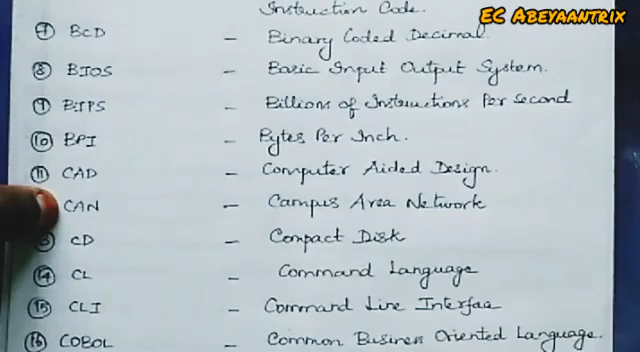 Instruction Code.
EC ABEYAANTRIX
7 BCD - Binary Coded Decimal.
8 BIOS - Basic Input Output System.
9 BIPS - Billions of Instructions Per Second
10 BPI - Bytes Per Inch.
11 CAD - Computer Aided Design.
CAN - Campus Area Network
3 CD - Compact Disk
14 CL - Command Language
15 CLI - Command Line Interface
16 COBOL - Common Business Oriented Language.